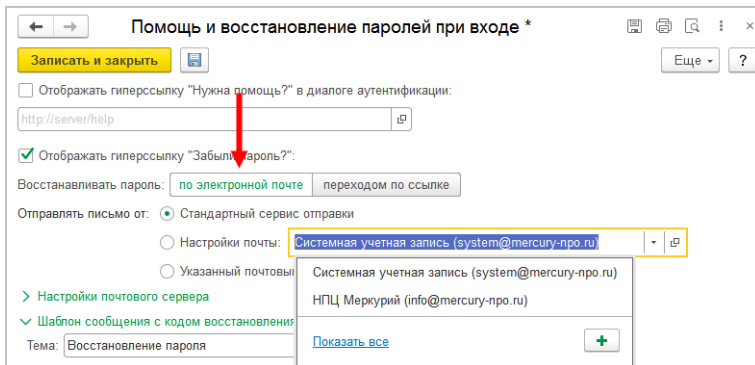 Помощь и восстановление паролей при входе *
Записать и закрыть
Еще
?
Отображать гиперссылку "Нужна помощь?" в диалоге аутентификации:
http://server/help
Отображать гиперссылку "Забыли пароль?":
Восстанавливать пароль: по электронной почте переходом по ссылке
Отправлять письмо от: Стандартный сервис отправки
Настройки почты: Системная учетная запись (system@mercury-npo.ru)
Указанный
Системная учетная запись (system@mercury-npo.ru)
НПЦ Меркурий (info@mercury-npo.ru)
Показать все
Настройки почтового сервера
Шаблон сообщения с кодом восстановления
Тема: Восстановление пароля